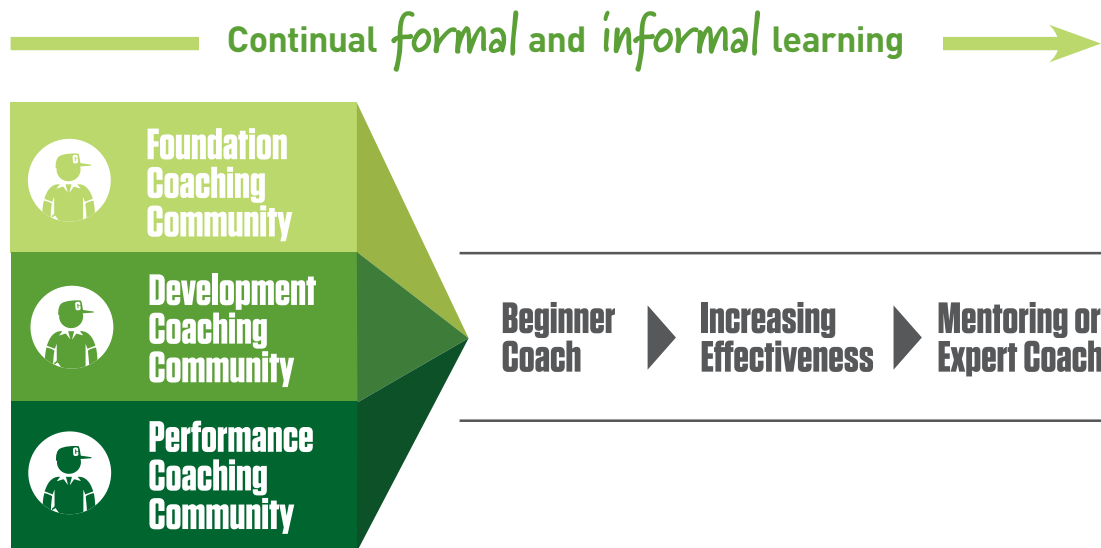 Continual formal and informal learning
Foundation
Coaching
Community
Development
Coaching
Community
Performance
Coaching
Community
Beginner
Coach
Increasing
Effectiveness
Mentoring or
Expert Coach